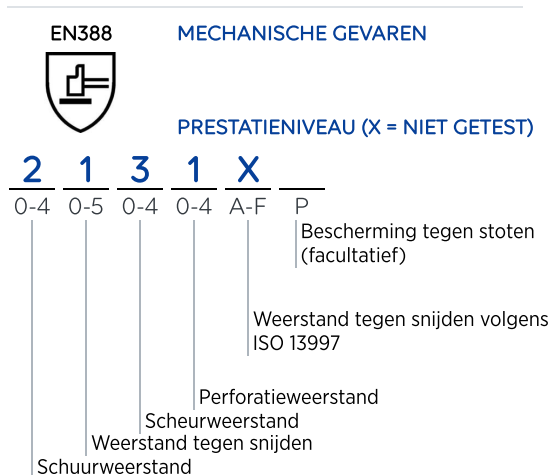 EN388 MECHANISCHE GEVAREN
PRESTATIENIVEAU (X = NIET GETEST)
2 1 3 1 X
0-4 0-5 0-4 0-4 A-F P
Bescherming tegen stoten
(facultatief)
Weerstand tegen snijden volgens
ISO 13997
Perforatieweerstand
Scheurweerstand
Weerstand tegen snijden
Schuurweerstand